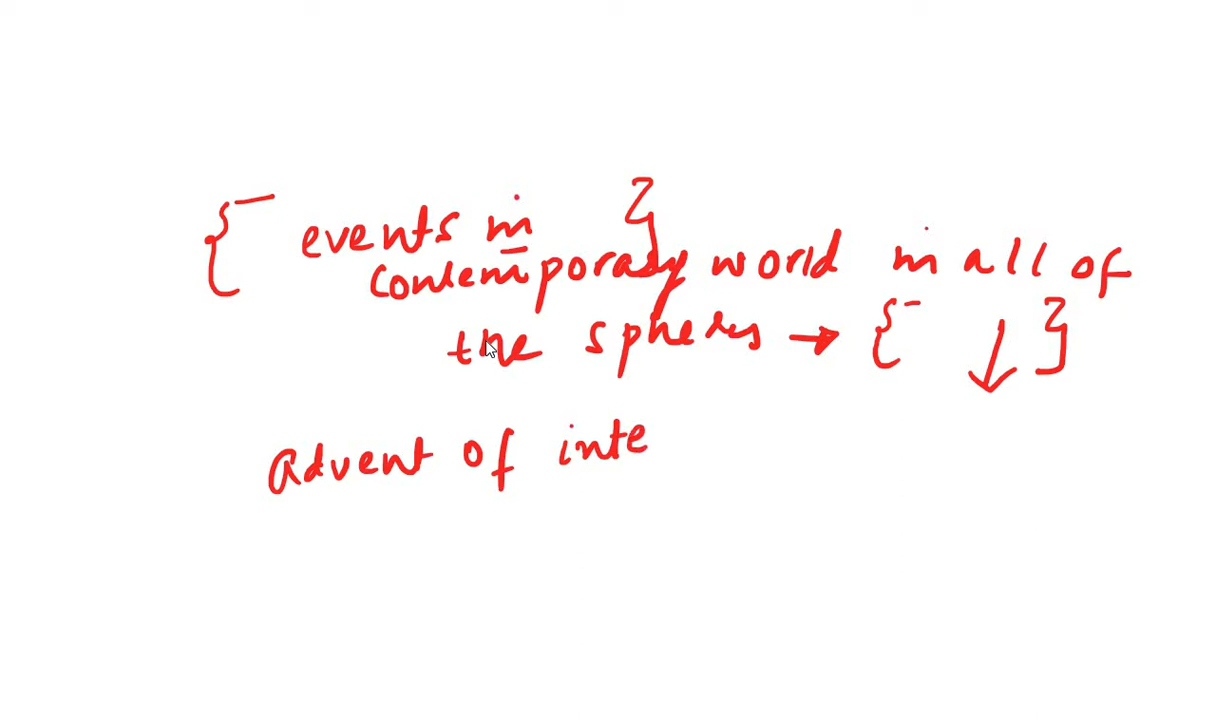 { - events in }
contemporary world in all of
the spheres → { - ↓ }
advent of inte